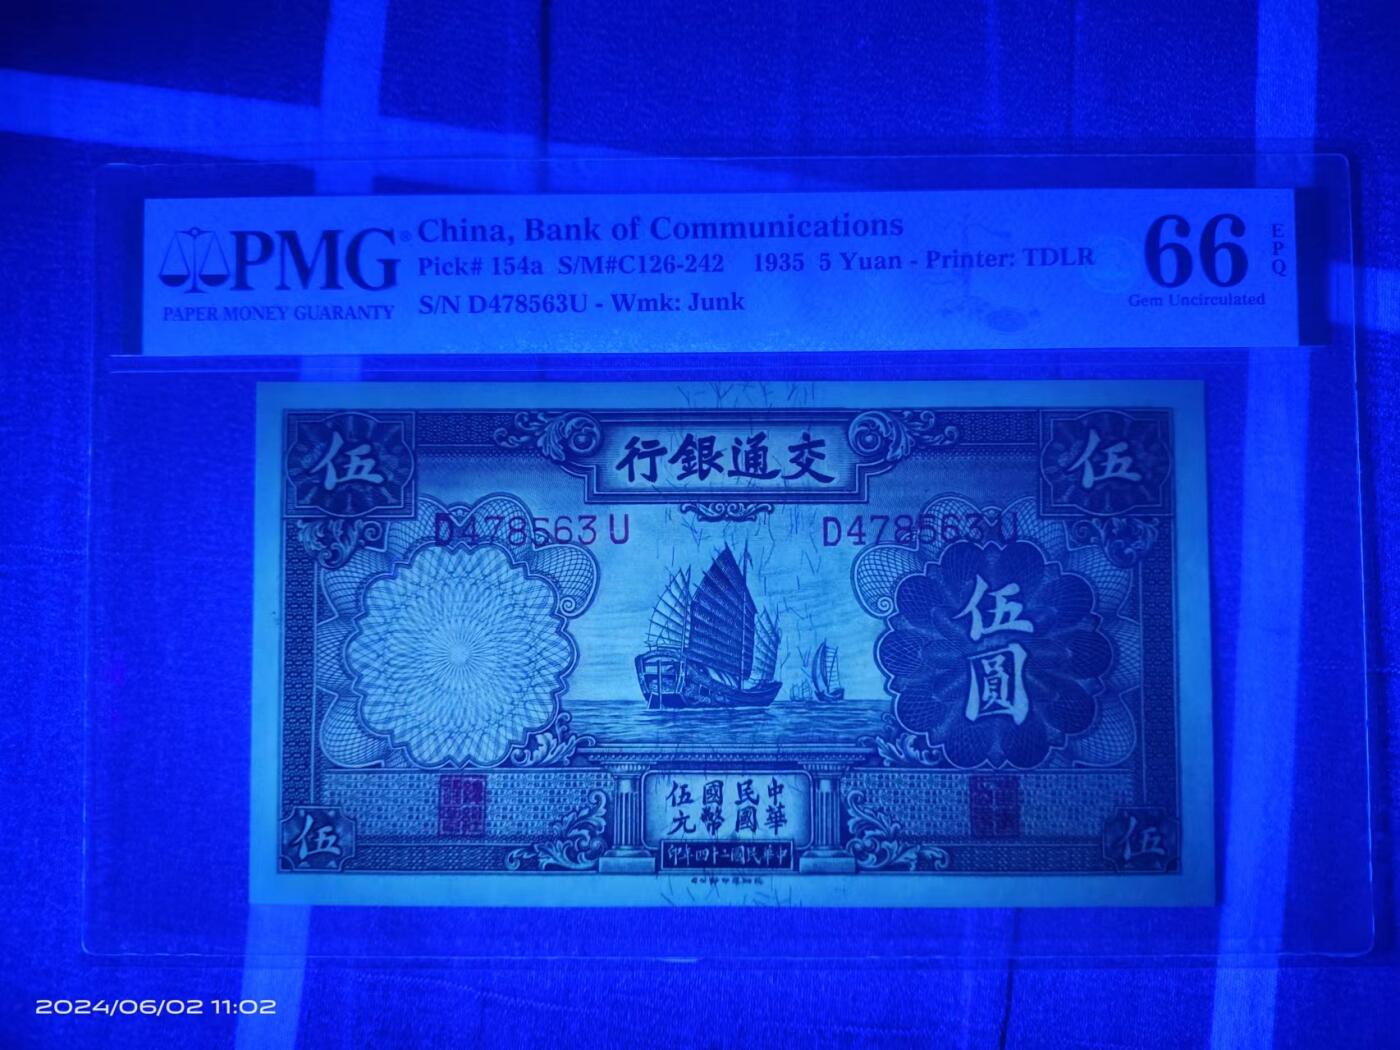 PMG®
PAPER MONEY GUARANTY
China, Bank of Communications
Pick# 154a S/M#C126-242 1935 5 Yuan - Printer: TDLR
S/N D478563U - Wmk: Junk
66
EPQ
Gem Uncirculated
伍
行銀通交
伍
D478563U
D478563U
伍圓
中華民國國幣伍元
印年四十二國民華中
伍
伍
2024/06/02 11:02